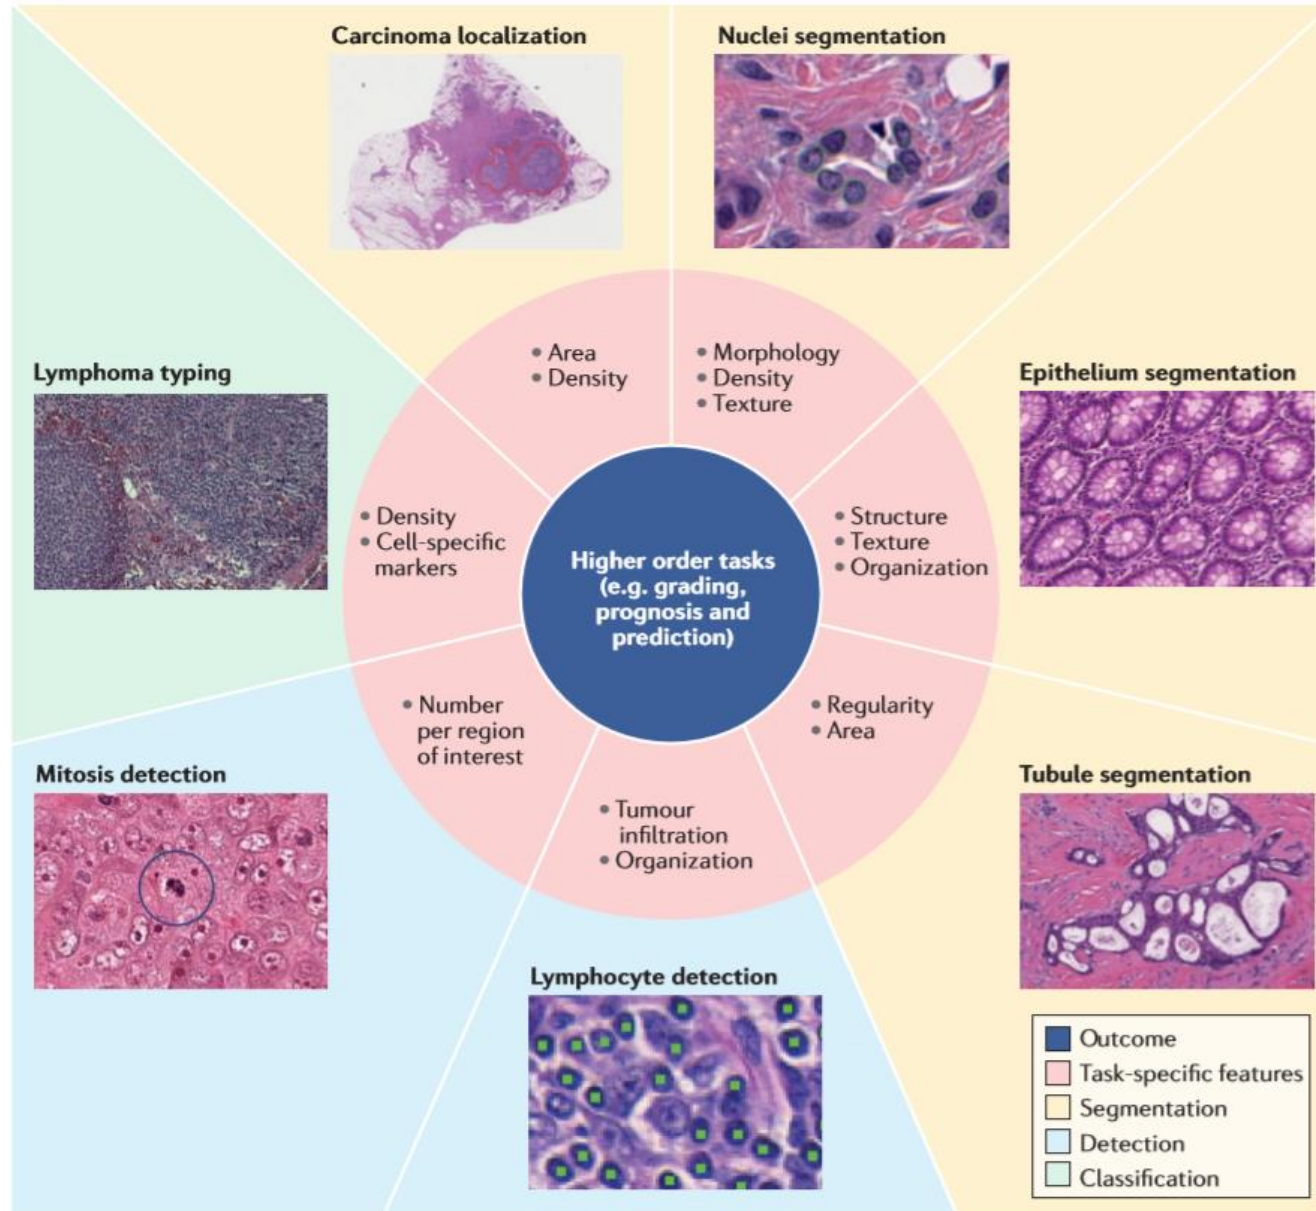 Carcinoma localization
Nuclei segmentation
• Area
• Density
• Morphology
• Density
• Texture
Lymphoma typing
Epithelium segmentation
• Density
• Cell-specific
markers
• Structure
• Texture
• Organization
Higher order tasks
(e.g. grading,
prognosis and
prediction)
• Number
per region
of interest
• Regularity
• Area
Mitosis detection
Tubule segmentation
• Tumour
infiltration
• Organization
Lymphocyte detection
Outcome
Task-specific features
Segmentation
Detection
Classification